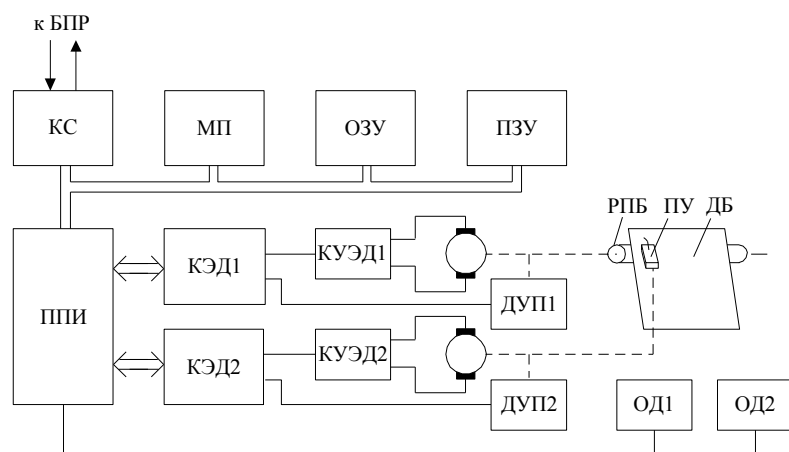 к БПР
КС
МП
ОЗУ
ПЗУ
РПБ
ПУ
ДБ
ППИ
КЭД1
КУЭД1
ДУП1
КЭД2
КУЭД2
ДУП2
ОД1
ОД2